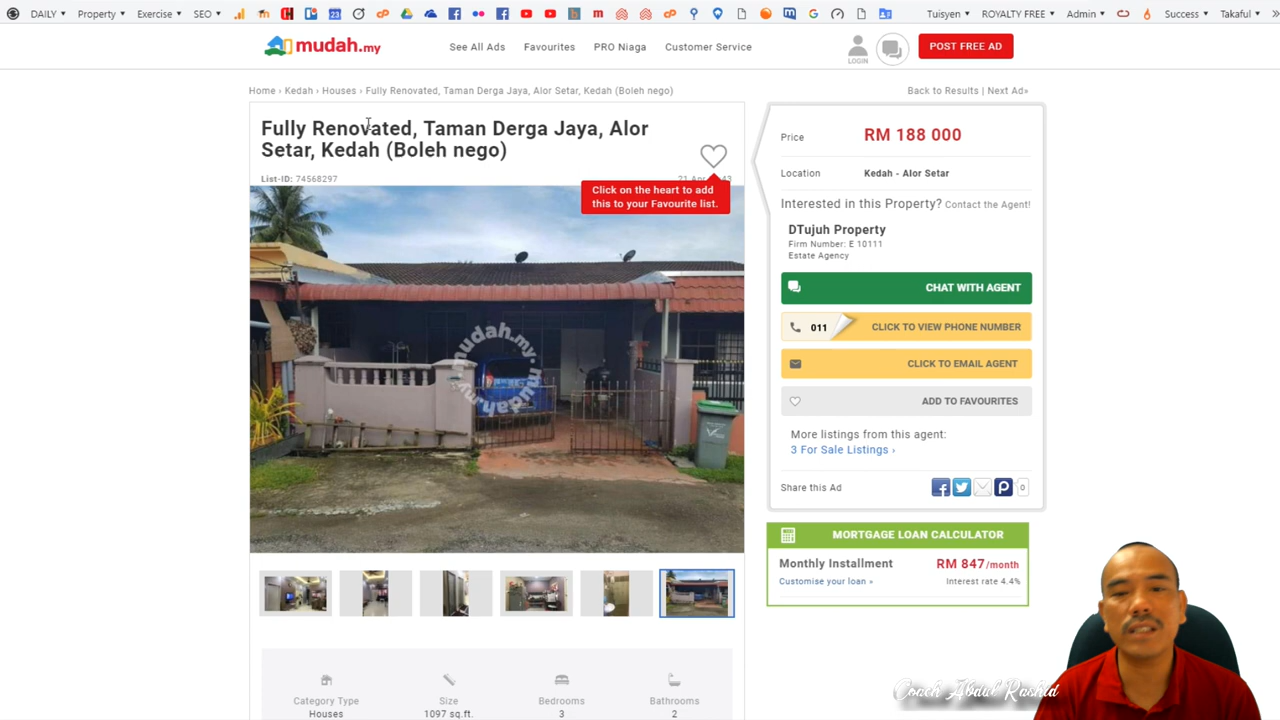 DAILY Property Exercise SEO Tuisyen ROYALTY FREE Admin Success Takaful
mudah.my
See All Ads Favourites PRO Niaga Customer Service
LOGIN
POST FREE AD
Home › Kedah › Houses › Fully Renovated, Taman Derga Jaya, Alor Setar, Kedah (Boleh nego)
Back to Results | Next Ad»
Fully Renovated, Taman Derga Jaya, Alor
Setar, Kedah (Boleh nego)
List-ID: 74568297
Click on the heart to add
this to your Favourite list.
mudah.my
mudah.my
Category Type
Houses
Size
1097 sq.ft.
Bedrooms
3
Bathrooms
2
Price RM 188 000
Location Kedah - Alor Setar
Interested in this Property? Contact the Agent!
DTujuh Property
Firm Number: E 10111
Estate Agency
CHAT WITH AGENT
011 CLICK TO VIEW PHONE NUMBER
CLICK TO EMAIL AGENT
ADD TO FAVOURITES
More listings from this agent:
3 For Sale Listings ›
Share this Ad 0
MORTGAGE LOAN CALCULATOR
Monthly Installment RM 847/month
Customise your loan » Interest rate 4.4%
Coach Abdul Rashid